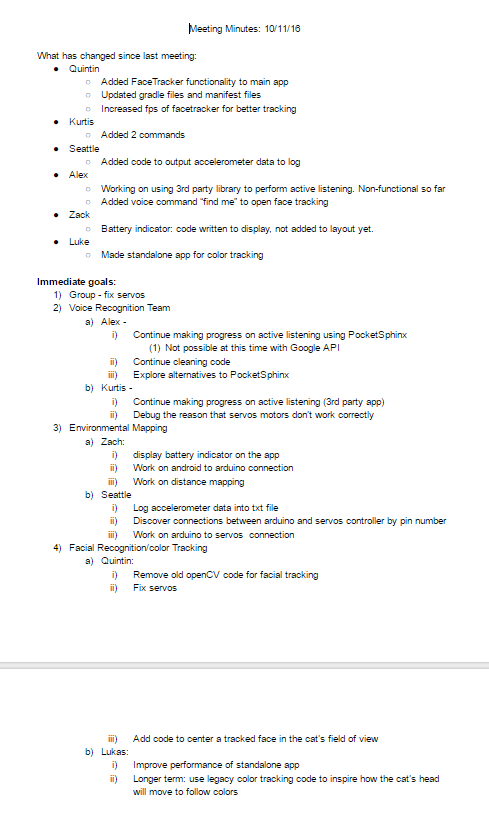 Meeting Minutes: 10/11/16
What has changed since last meeting:
● Quintin
○ Added FaceTracker functionality to main app
○ Updated gradle files and manifest files
○ Increased fps of facetracker for better tracking
● Kurtis
○ Added 2 commands
● Seattle
○ Added code to output accelerometer data to log
● Alex
○ Working on using 3rd party library to perform active listening. Non-functional so far
○ Added voice command "find me" to open face tracking
● Zack
○ Battery indicator: code written to display, not added to layout yet.
● Luke
○ Made standalone app for color tracking
Immediate goals:
1) Group - fix servos
2) Voice Recognition Team
a) Alex -
i) Continue making progress on active listening using PocketSphinx
(1) Not possible at this time with Google API
ii) Continue cleaning code
iii) Explore alternatives to PocketSphinx
b) Kurtis -
i) Continue making progress on active listening (3rd party app)
ii) Debug the reason that servos motors don't work correctly
3) Environmental Mapping
a) Zach:
i) display battery indicator on the app
ii) Work on android to arduino connection
iii) Work on distance mapping
b) Seattle
i) Log accelerometer data into txt file
ii) Discover connections between arduino and servos controller by pin number
iii) Work on arduino to servos connection
4) Facial Recognition/color Tracking
a) Quintin:
i) Remove old openCV code for facial tracking
ii) Fix servos
iii) Add code to center a tracked face in the cat's field of view
b) Lukas:
i) Improve performance of standalone app
ii) Longer term: use legacy color tracking code to inspire how the cat's head
will move to follow colors